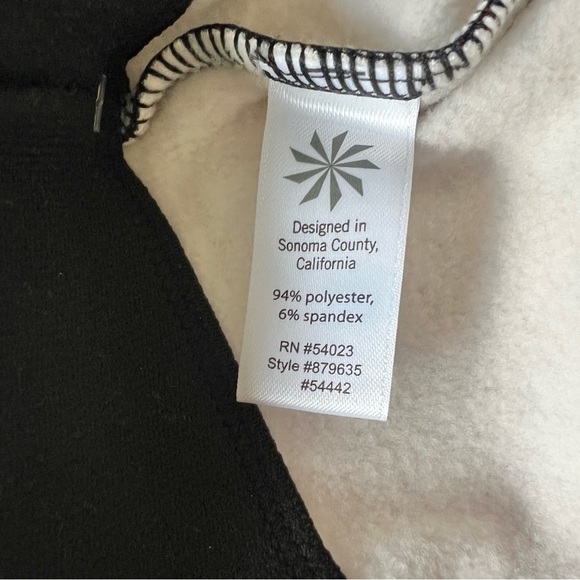 Designed in
Sonoma County,
California
94% polyester,
6% spandex
RN #54023
Style #879635
#54442